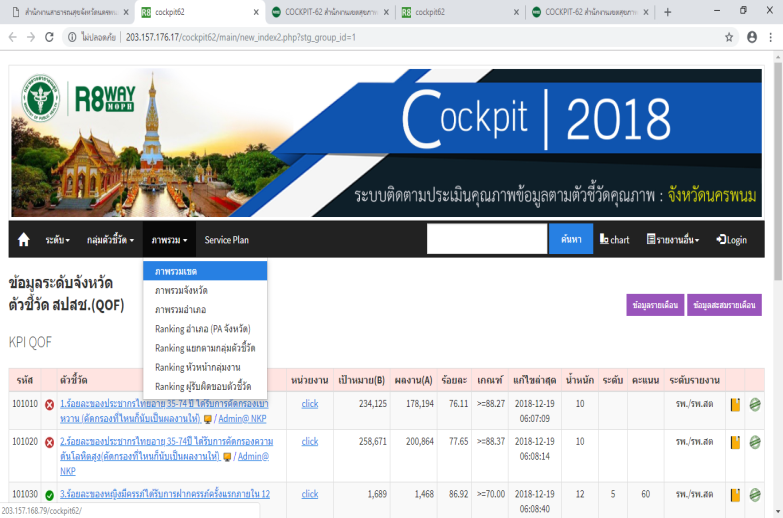 สำนักงานสาธารณสุขจังหวัดนครพนม
cockpit62
COCKPIT-62 สำนักงานเขตสุขภาพ
cockpit62
COCKPIT-62 สำนักงานเขตสุขภาพ
ไม่ปลอดภัย | 203.157.176.17/cockpit62/main/new_index2.php?stg_group_id=1
R8WAY
MOPH
Cockpit | 2018
ระบบติดตามประเมินคุณภาพข้อมูลตามตัวชี้วัดคุณภาพ : จังหวัดนครพนม
ระดับ กลุ่มตัวชี้วัด ภาพรวม Service Plan ค้นหา chart รายงานอื่น Login
ภาพรวมเขต
ภาพรวมจังหวัด
ภาพรวมอำเภอ
Ranking อำเภอ (PA จังหวัด)
Ranking แยกตามกลุ่มตัวชี้วัด
Ranking หัวหน้ากลุ่มงาน
Ranking ผู้รับผิดชอบตัวชี้วัด
ข้อมูลระดับจังหวัด
ตัวชี้วัด สปสช.(QOF)
ข้อมูลรายเดือน ข้อมูลสะสมรายเดือน
KPI QOF
รหัส ตัวชี้วัด หน่วยงาน เป้าหมาย(B) ผลงาน(A) ร้อยละ เกณฑ์ แก้ไขล่าสุด น้ำหนัก ระดับ คะแนน ระดับรายงาน
101010 1.ร้อยละของประชากรไทยอายุ 35-74 ปี ได้รับการคัดกรองเบา click 234,125 178,194 76.11 >=88.27 2018-12-19 10 รพ./รพ.สต
หวาน (คัดกรองที่ไหนก็นับเป็นผลงานให้) / Admin@ NKP 06:07:09
101020 2.ร้อยละของประชากรไทยอายุ 35-74ปี ได้รับการคัดกรองความ click 258,671 200,864 77.65 >=88.37 2018-12-19 10 รพ./รพ.สต
ดันโลหิตสูง(คัดกรองที่ไหนก็นับเป็นผลงานให้) / Admin@ 06:08:14
NKP
101030 3.ร้อยละของหญิงมีครรภ์ได้รับการฝากครรภ์ครั้งแรกภายใน 12 click 1,689 1,468 86.92 >=70.00 2018-12-19 12 5 60 รพ./รพ.สต
06:08:40
203.157.168.79/cockpit62/